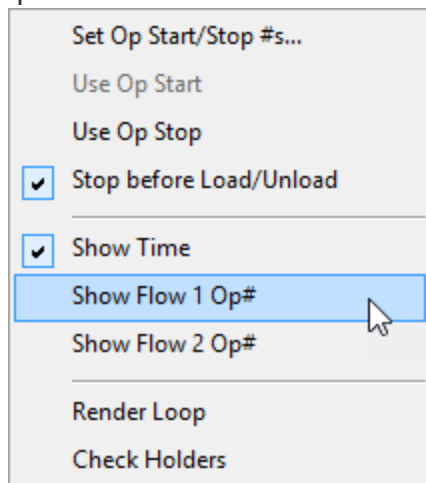 Set Op Start/Stop #s...
Use Op Start
Use Op Stop
Stop before Load/Unload
Show Time
Show Flow 1 Op#
Show Flow 2 Op#
Render Loop
Check Holders